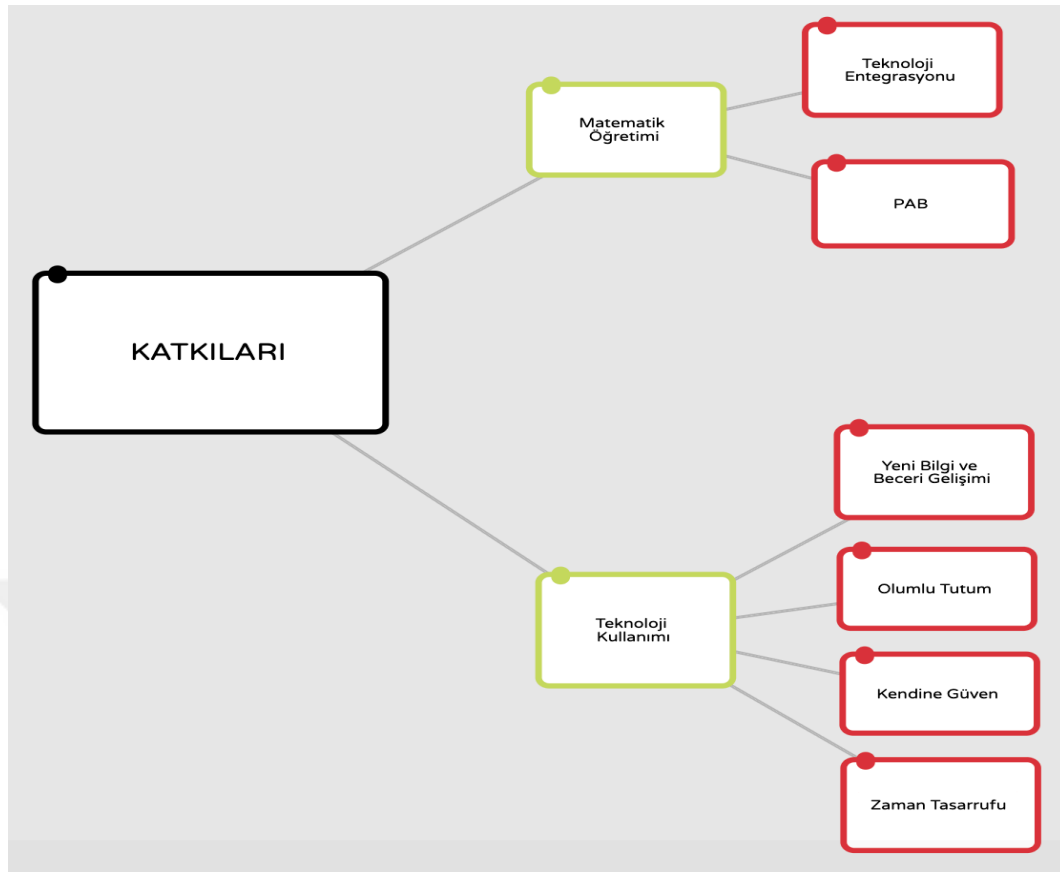 Teknoloji
Entegrasyonu
Matematik
Öğretimi
PAB
KATKILARI
Yeni Bilgi ve
Beceri Gelişimi
Olumlu Tutum
Teknoloji
Kullanımı
Kendine Güven
Zaman Tasarrufu